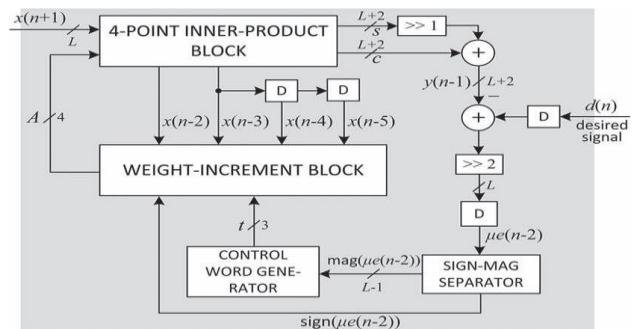 x(n+1)
L
4-POINT INNER-PRODUCT
BLOCK
L+2
s
>> 1
L+2
c
+
y(n-1)
L+2
D
D
x(n-2)
x(n-3)
x(n-4)
x(n-5)
A
4
−
+
D
d(n)
desired
signal
WEIGHT-INCREMENT BLOCK
>> 2
L
D
t
3
μe(n-2)
CONTROL
WORD GENE-
RATOR
mag(μe(n-2))
L-1
SIGN-MAG
SEPARATOR
sign(μe(n-2))